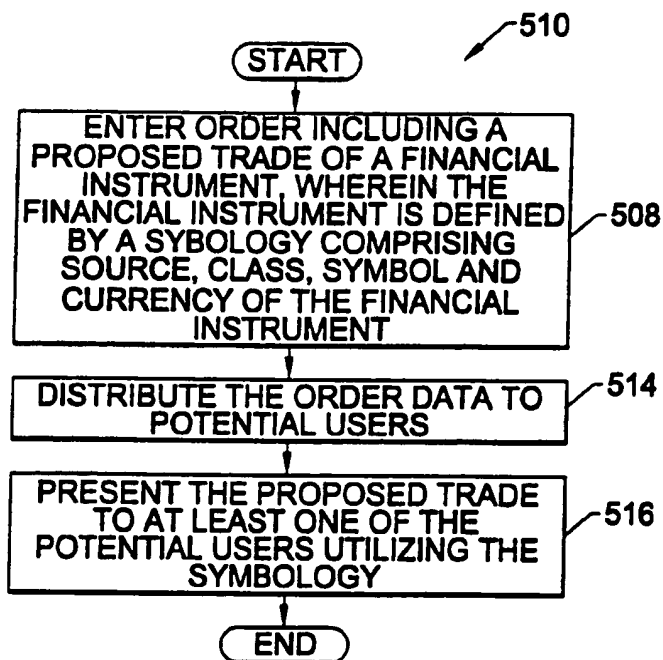 510
START
ENTER ORDER INCLUDING A
PROPOSED TRADE OF A FINANCIAL
INSTRUMENT, WHEREIN THE
FINANCIAL INSTRUMENT IS DEFINED
BY A SYBOLOGY COMPRISING
SOURCE, CLASS, SYMBOL AND
CURRENCY OF THE FINANCIAL
INSTRUMENT
508
DISTRIBUTE THE ORDER DATA TO
POTENTIAL USERS
514
PRESENT THE PROPOSED TRADE
TO AT LEAST ONE OF THE
POTENTIAL USERS UTILIZING THE
SYMBOLOGY
516
END